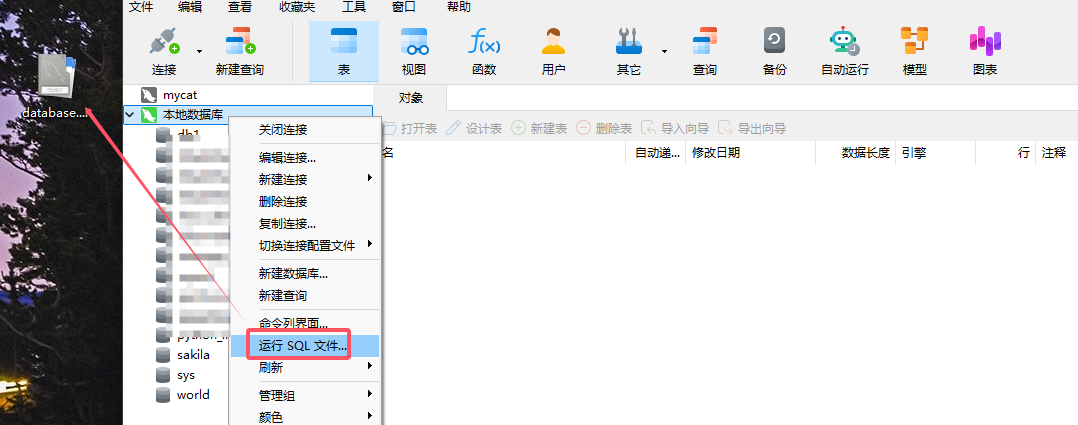 文件 编辑 查看 收藏夹 工具 窗口 帮助
连接 新建查询 表 视图 f(x) 函数 用户 其它 查询 备份 自动运行 模型 图表
database....
mycat
本地数据库
db1
sakila
sys
world
对象
打开表 设计表 新建表 删除表 导入向导 导出向导
名 自动递... 修改日期 数据长度 引擎 行 注释
关闭连接
编辑连接...
新建连接
删除连接
复制连接...
切换连接配置文件
新建数据库...
新建查询
命令列界面...
运行 SQL 文件...
刷新
管理组
颜色